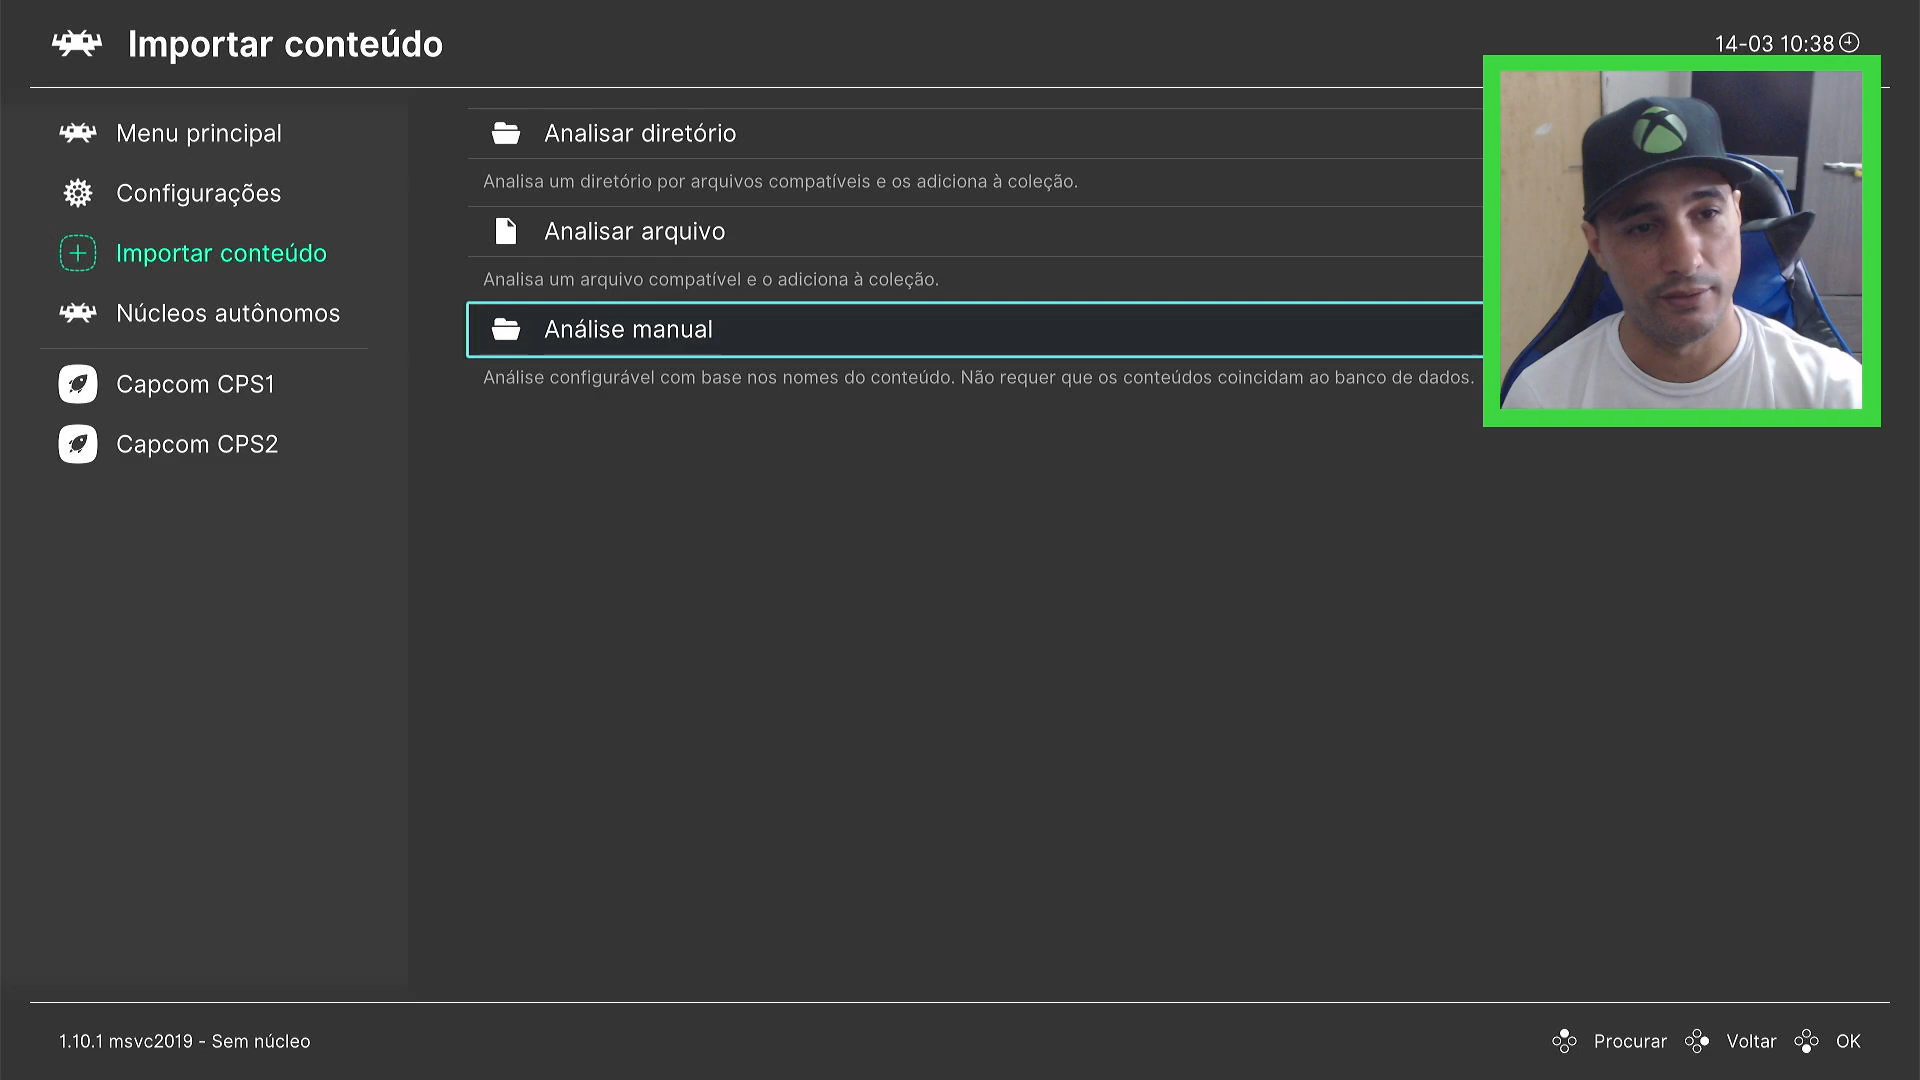 Importar conteúdo
14-03 10:38
Menu principal
Configurações
Importar conteúdo
Núcleos autônomos
Capcom CPS1
Capcom CPS2
Analisar diretório
Analisa um diretório por arquivos compatíveis e os adiciona à coleção.
Analisar arquivo
Analisa um arquivo compatível e o adiciona à coleção.
Análise manual
Análise configurável com base nos nomes do conteúdo. Não requer que os conteúdos coincidam ao banco de dados.
1.10.1 msvc2019 - Sem núcleo
Procurar
Voltar
OK